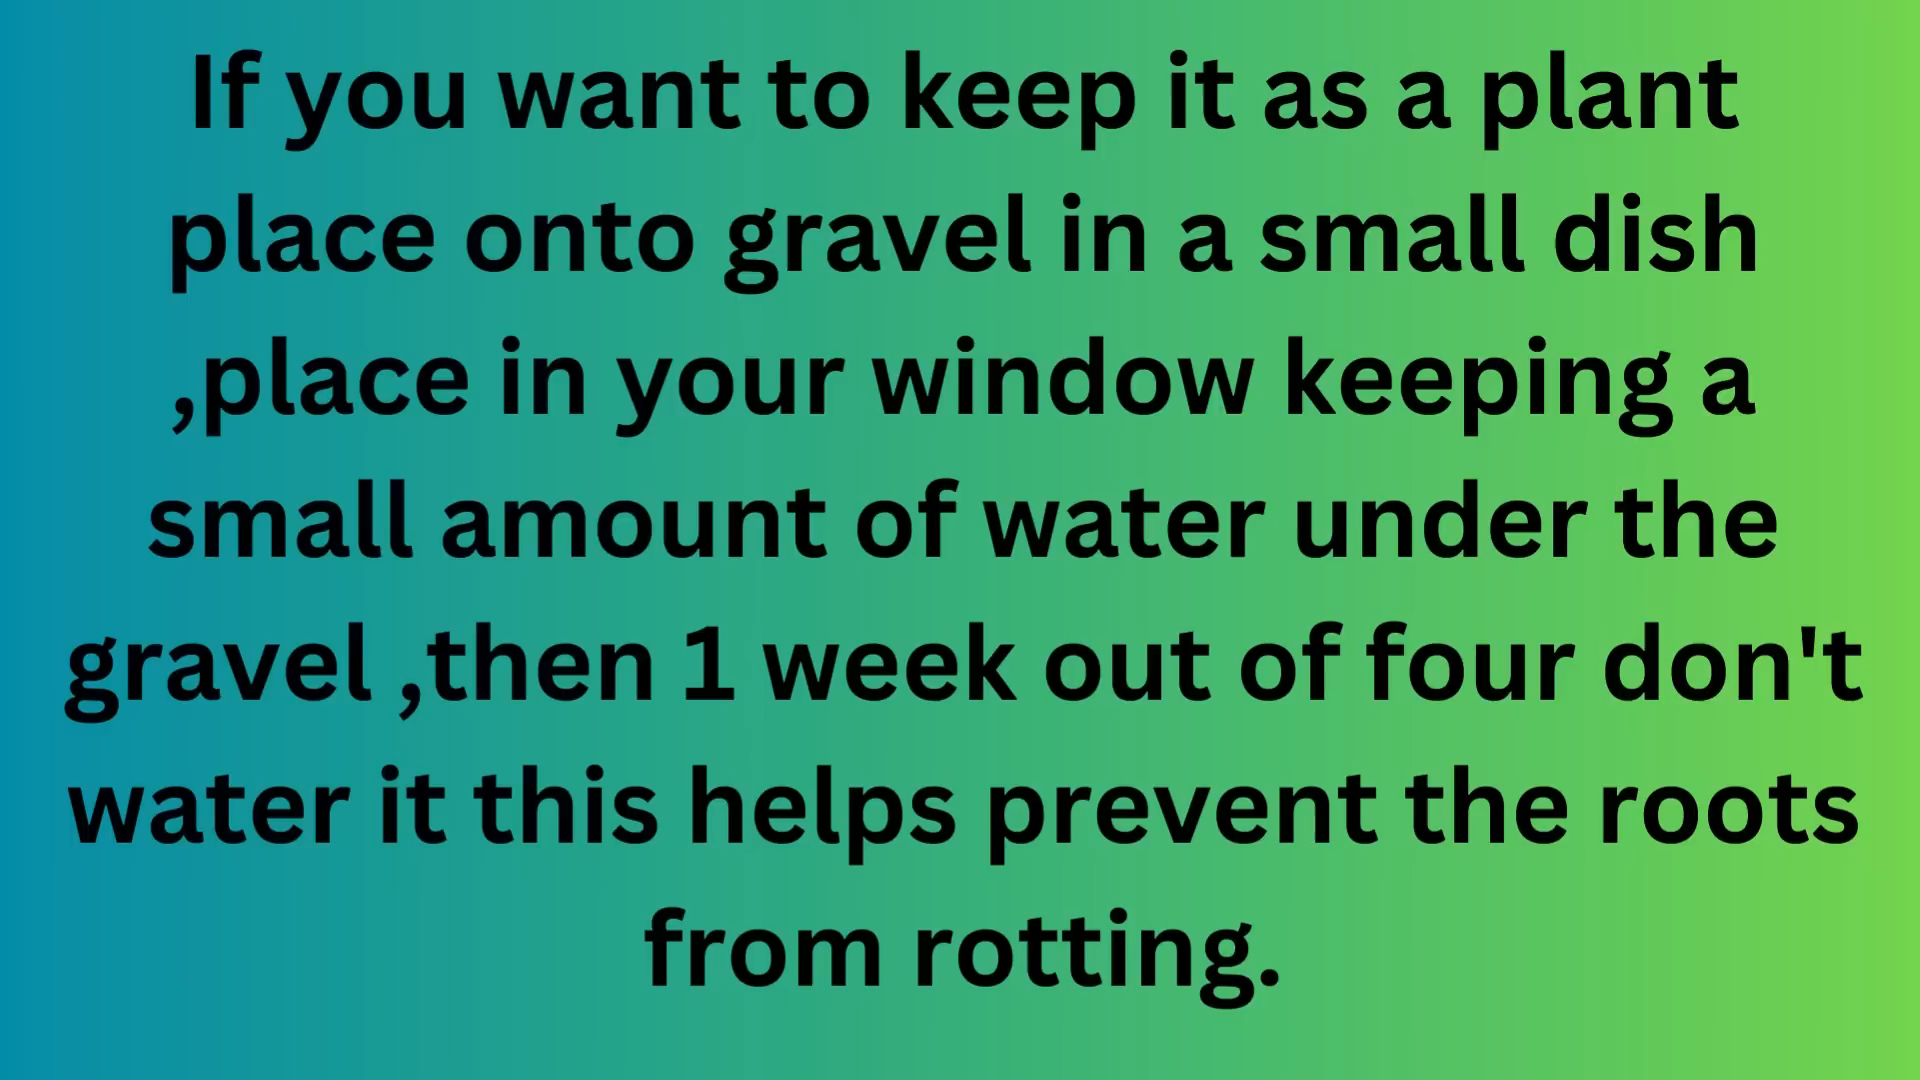 If you want to keep it as a plant
place onto gravel in a small dish
,place in your window keeping a
small amount of water under the
gravel ,then 1 week out of four don't
water it this helps prevent the roots
from rotting.